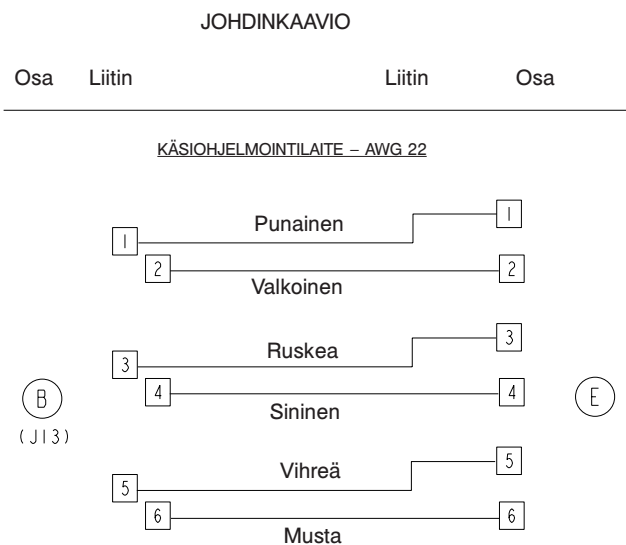 JOHDINKAAVIO
Osa Liitin Liitin Osa
KÄSIOHJELMOINTILAITE – AWG 22
1 Punainen 1
2 Valkoinen 2
3 Ruskea 3
4 Sininen 4
B E
(J13)
5 Vihreä 5
6 Musta 6